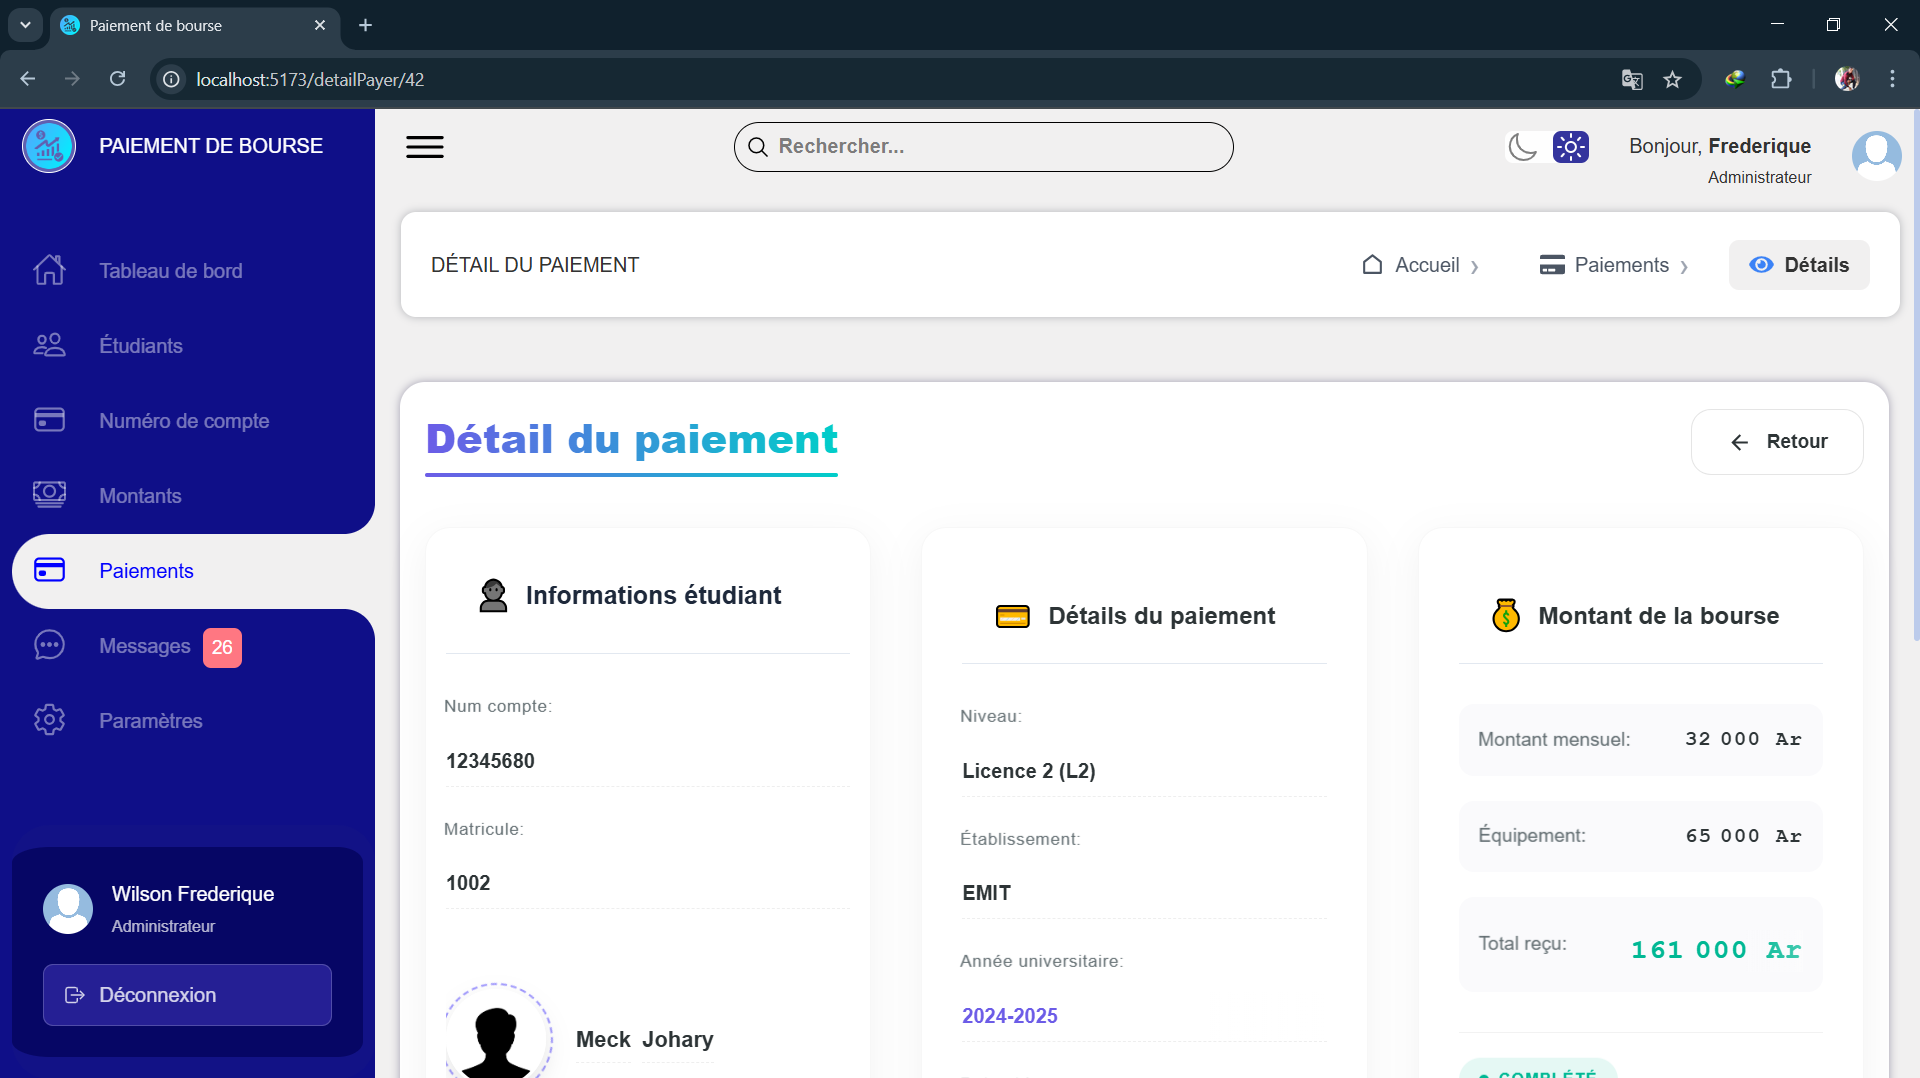 Paiement de bourse
localhost:5173/detailPayer/42
PAIEMENT DE BOURSE
Rechercher...
Bonjour, Frederique
Administrateur
Tableau de bord
Étudiants
Numéro de compte
Montants
Paiements
Messages 26
Paramètres
Wilson Frederique
Administrateur
Déconnexion
DÉTAIL DU PAIEMENT
Accueil ›
Paiements ›
Détails
Détail du paiement
← Retour
Informations étudiant
Num compte:
12345680
Matricule:
1002
Meck Johary
Détails du paiement
Niveau:
Licence 2 (L2)
Établissement:
EMIT
Année universitaire:
2024-2025
Montant de la bourse
Montant mensuel: 32 000 Ar
Équipement: 65 000 Ar
Total reçu: 161 000 Ar
COMPLÉTÉ